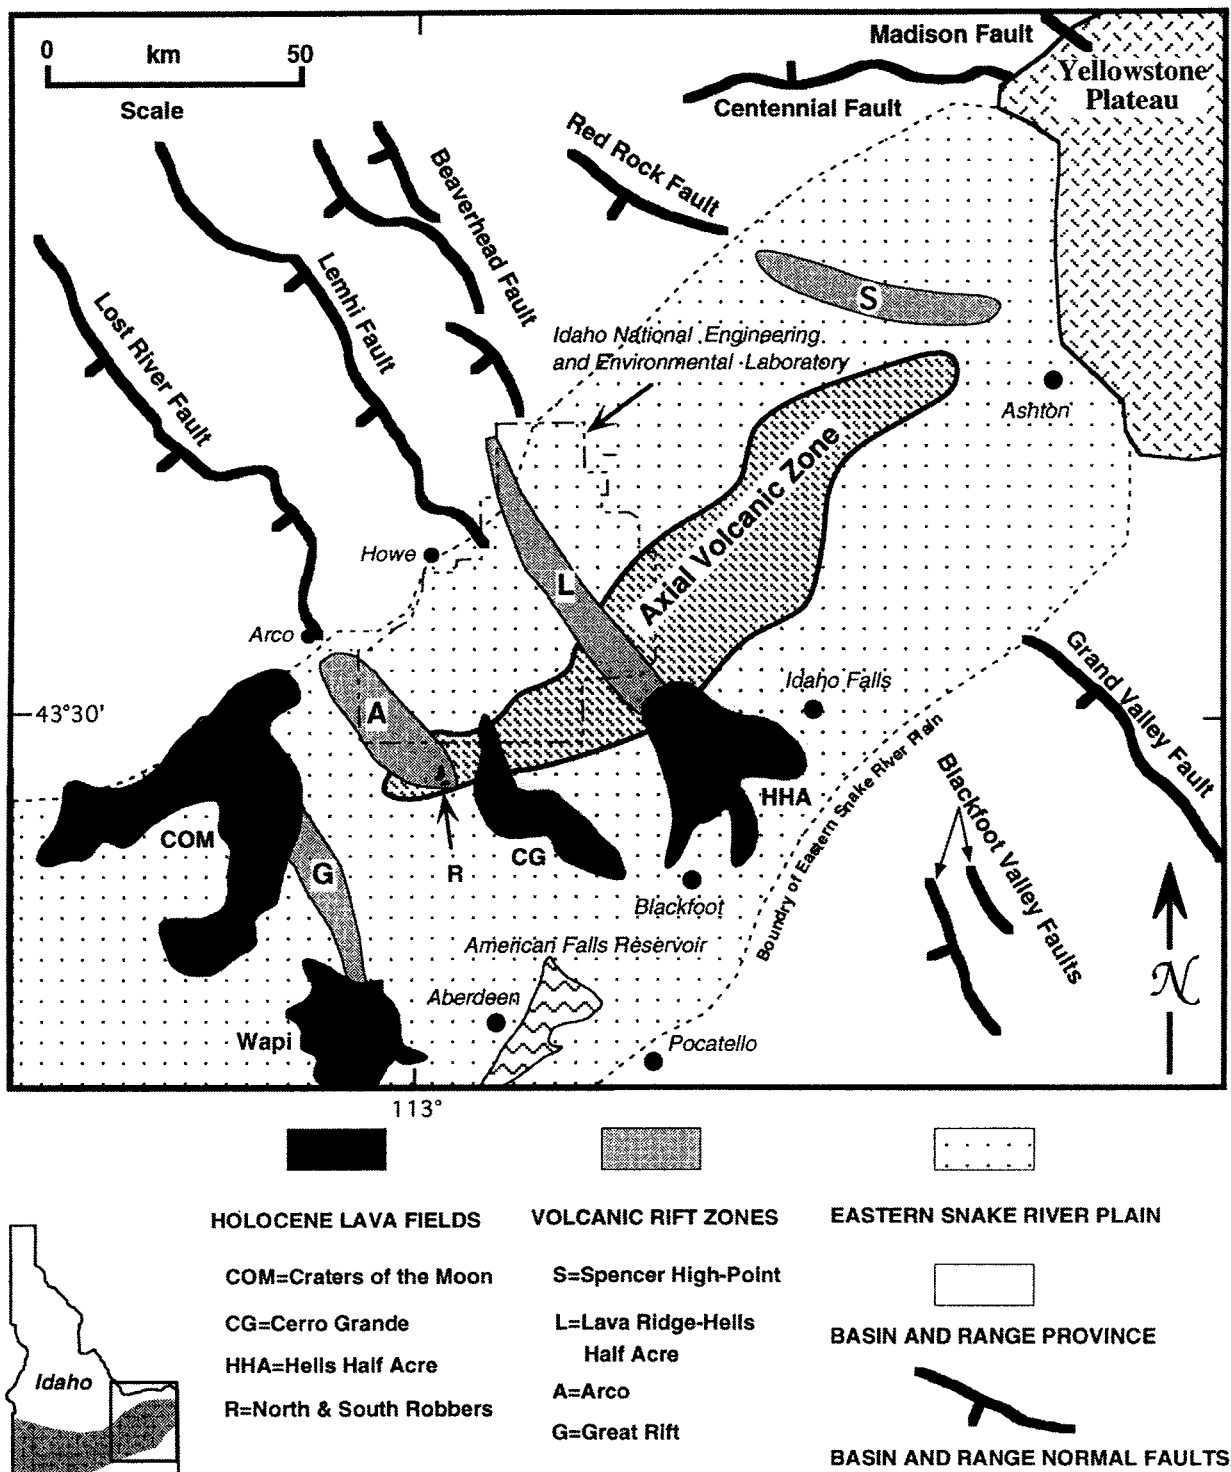 0 km 50
Scale
Madison Fault
Yellowstone
Plateau
Centennial Fault
Red Rock Fault
Beaverhead Fault
Lemhi Fault
Lost River Fault
S
Idaho National Engineering
and Environmental Laboratory
Ashton
Axial Volcanic Zone
Howe
L
Arco
Idaho Falls
Grand Valley Fault
43°30'
A
HHA
Boundry of Eastern Snake River Plain
Blackfoot Valley Faults
COM
CG
G
R
Blackfoot
American Falls Reservoir
Aberdeen
N
Wapi
Pocatello
113°
HOLOCENE LAVA FIELDS
COM=Craters of the Moon
CG=Cerro Grande
HHA=Hells Half Acre
R=North & South Robbers
VOLCANIC RIFT ZONES
S=Spencer High-Point
L=Lava Ridge-Hells
Half Acre
A=Arco
G=Great Rift
EASTERN SNAKE RIVER PLAIN
BASIN AND RANGE PROVINCE
BASIN AND RANGE NORMAL FAULTS
Idaho